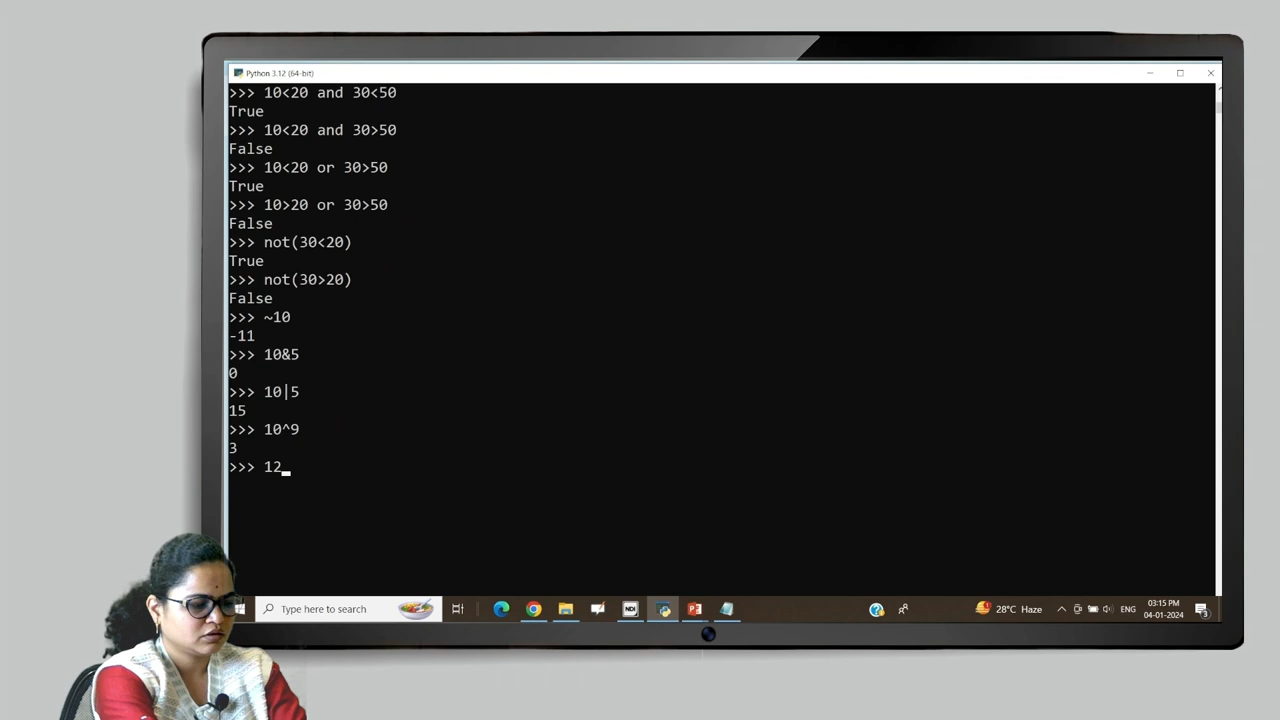 Python 3.12 (64-bit)
>>> 10<20 and 30<50
True
>>> 10<20 and 30>50
False
>>> 10<20 or 30>50
True
>>> 10>20 or 30>50
False
>>> not(30<20)
True
>>> not(30>20)
False
>>> ~10
-11
>>> 10&5
0
>>> 10|5
15
>>> 10^9
3
>>> 12
Type here to search
NDI
28°C Haze
ENG
03:15 PM
04-01-2024
3